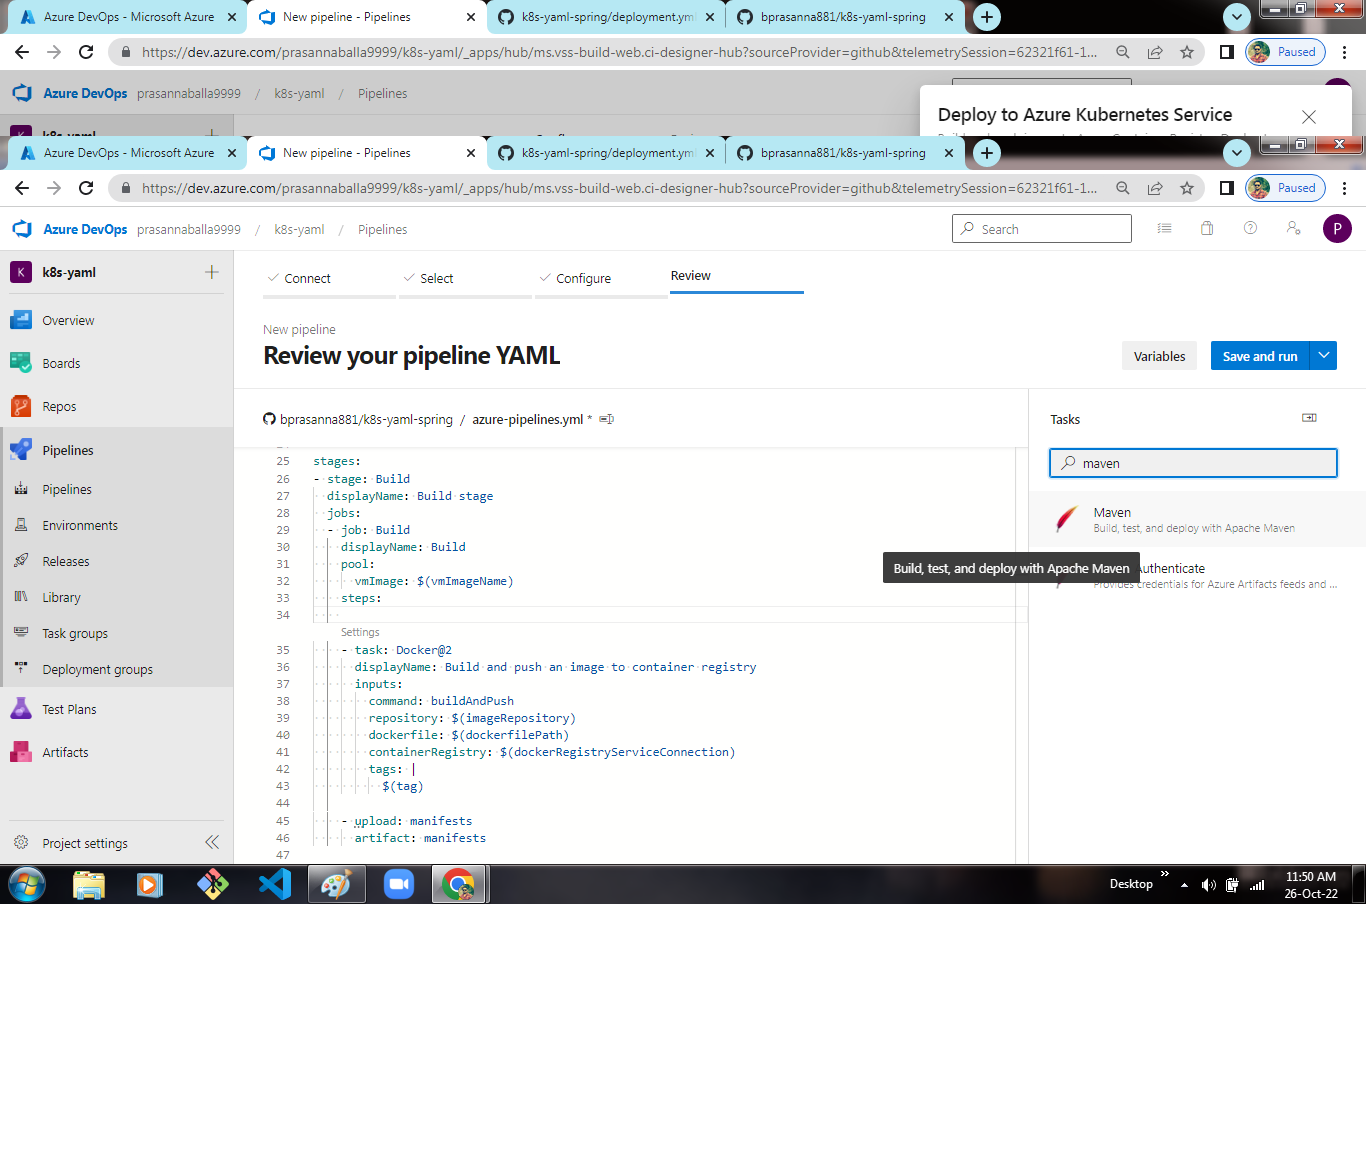 Azure DevOps - Microsoft Azure
New pipeline - Pipelines
k8s-yaml-spring/deployment.yml
bprasanna881/k8s-yaml-spring
https://dev.azure.com/prasannaballa9999/k8s-yaml/_apps/hub/ms.vss-build-web.ci-designer-hub?sourceProvider=github&telemetrySession=62321f61-1...
Paused
Azure DevOps prasannaballa9999 / k8s-yaml / Pipelines
Deploy to Azure Kubernetes Service
k8s-yaml
Azure DevOps - Microsoft Azure
New pipeline - Pipelines
k8s-yaml-spring/deployment.yml
bprasanna881/k8s-yaml-spring
https://dev.azure.com/prasannaballa9999/k8s-yaml/_apps/hub/ms.vss-build-web.ci-designer-hub?sourceProvider=github&telemetrySession=62321f61-1...
Paused
Azure DevOps prasannaballa9999 / k8s-yaml / Pipelines
Search
P
K k8s-yaml
Overview
Boards
Repos
Pipelines
Pipelines
Environments
Releases
Library
Task groups
Deployment groups
Test Plans
Artifacts
Project settings
Connect
Select
Configure
Review
New pipeline
Review your pipeline YAML
Variables
Save and run
bprasanna881/k8s-yaml-spring / azure-pipelines.yml *
25 stages:
26 - stage: Build
27 displayName: Build stage
28 jobs:
29 - job: Build
30 displayName: Build
31 pool:
32 vmImage: $(vmImageName)
33 steps:
34
Settings
35 - task: Docker@2
36 displayName: Build and push an image to container registry
37 inputs:
38 command: buildAndPush
39 repository: $(imageRepository)
40 dockerfile: $(dockerfilePath)
41 containerRegistry: $(dockerRegistryServiceConnection)
42 tags: |
43 $(tag)
44
45 - upload: manifests
46 artifact: manifests
47
Tasks
maven
Maven
Build, test, and deploy with Apache Maven
Build, test, and deploy with Apache Maven
Authenticate
Provides credentials for Azure Artifacts feeds and ...
Desktop
11:50 AM
26-Oct-22